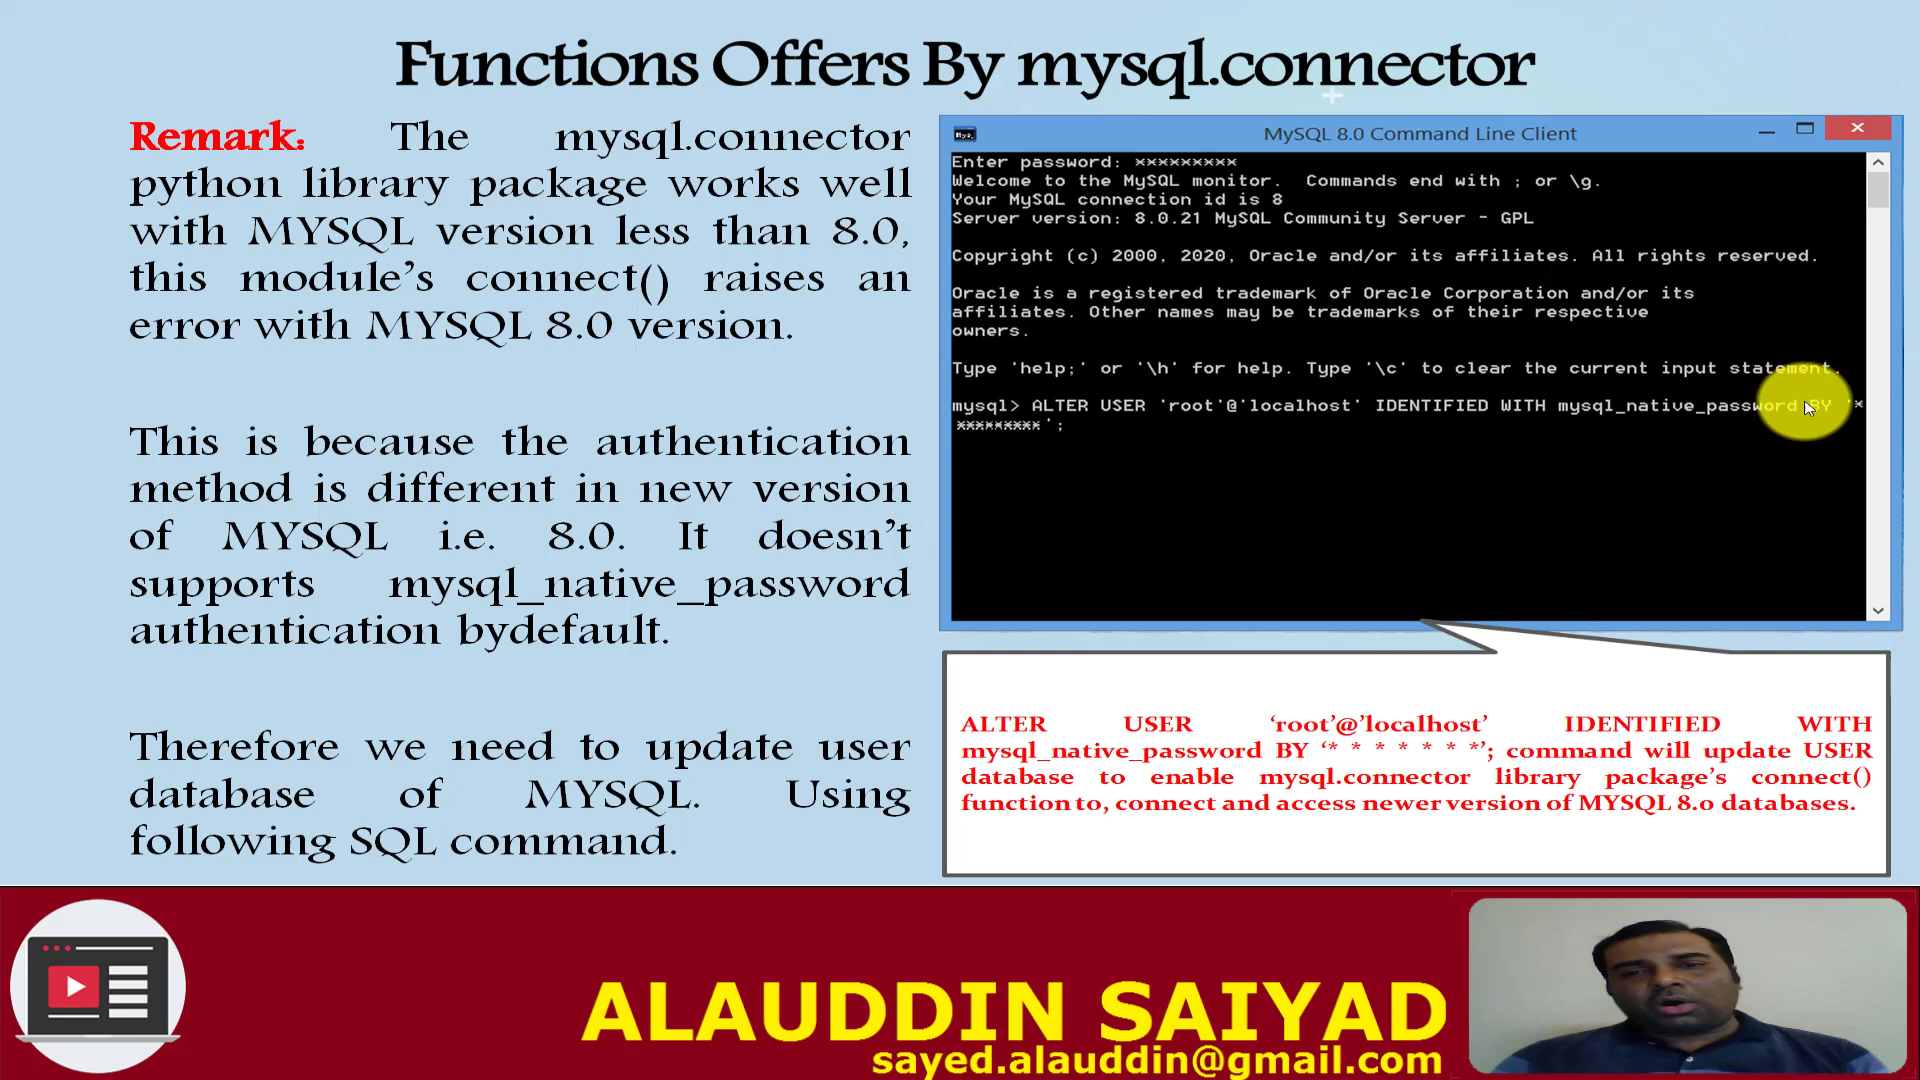 Functions Offers By mysql.connector
Remark: The mysql.connector
python library package works well
with MYSQL version less than 8.0,
this module's connect() raises an
error with MYSQL 8.0 version.
This is because the authentication
method is different in new version
of MYSQL i.e. 8.0. It doesn't
supports mysql_native_password
authentication bydefault.
Therefore we need to update user
database of MYSQL. Using
following SQL command.
MySQL 8.0 Command Line Client
Enter password: *********
Welcome to the MySQL monitor.  Commands end with ; or \g.
Your MySQL connection id is 8
Server version: 8.0.21 MySQL Community Server - GPL
Copyright (c) 2000, 2020, Oracle and/or its affiliates. All rights reserved.
Oracle is a registered trademark of Oracle Corporation and/or its
affiliates. Other names may be trademarks of their respective
owners.
Type 'help;' or '\h' for help. Type '\c' to clear the current input statement.
mysql> ALTER USER 'root'@'localhost' IDENTIFIED WITH mysql_native_password BY '*
*********';
ALTER USER ‘root’@’localhost’ IDENTIFIED WITH
mysql_native_password BY ‘* * * * * * *’; command will update USER
database to enable mysql.connector library package’s connect()
function to, connect and access newer version of MYSQL 8.0 databases.
ALAUDDIN SAIYAD
sayed.alauddin@gmail.com